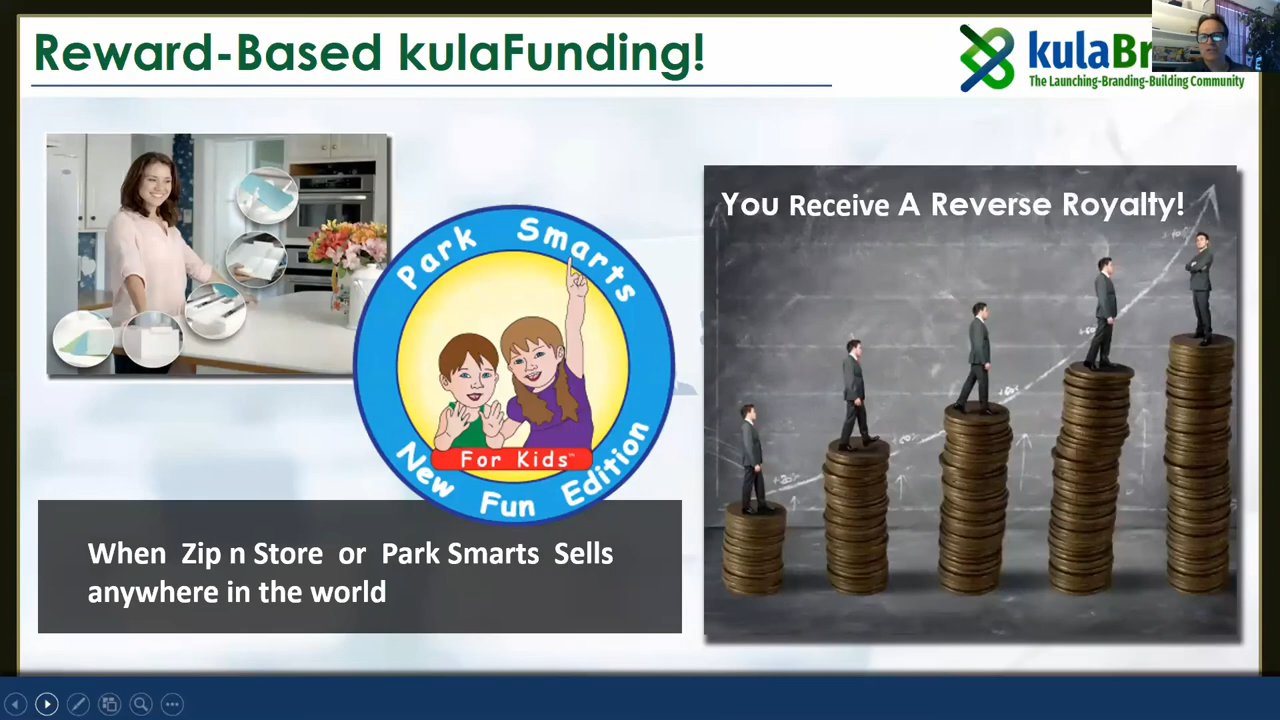 Reward-Based kulaFunding!
kulaBr
The Launching-Branding-Building Community
You Receive A Reverse Royalty!
Park Smarts
For Kids™
New Fun Edition
When Zip n Store or Park Smarts Sells
anywhere in the world